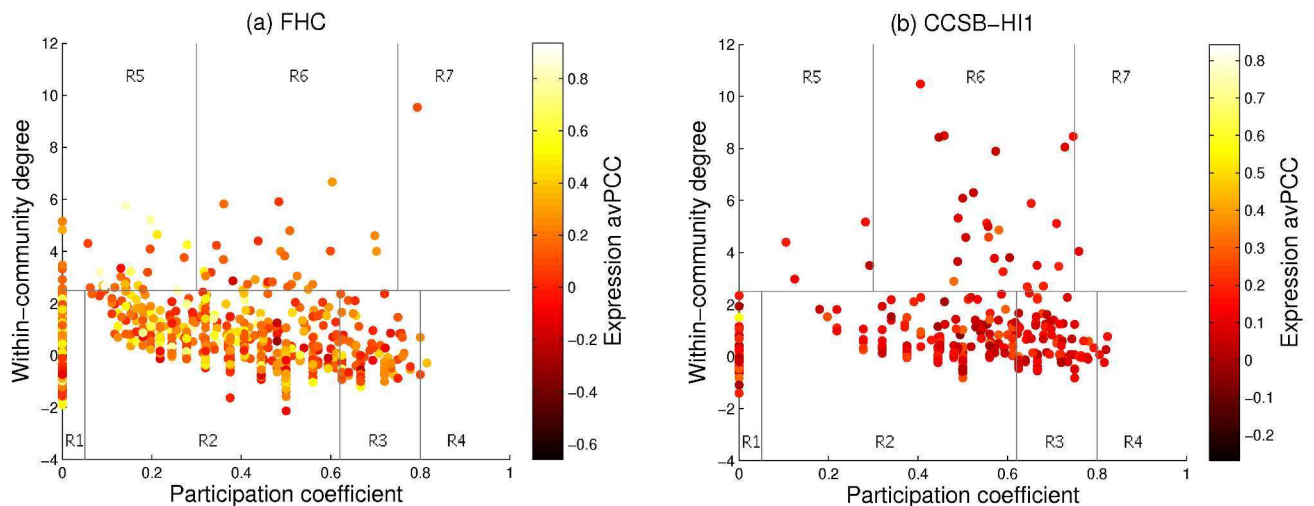 (a) FHC
12
10
8
6
4
2
0
−2
−4
Within−community degree
R5
R6
R7
R1
R2
R3
R4
0
0.2
0.4
0.6
0.8
1
Participation coefficient
0.8
0.6
0.4
0.2
0
−0.2
−0.4
−0.6
Expression avPCC
(b) CCSB−HI1
12
10
8
6
4
2
0
−2
−4
Within−community degree
R5
R6
R7
R1
R2
R3
R4
0
0.2
0.4
0.6
0.8
1
Participation coefficient
0.8
0.7
0.6
0.5
0.4
0.3
0.2
0.1
0
−0.1
−0.2
Expression avPCC